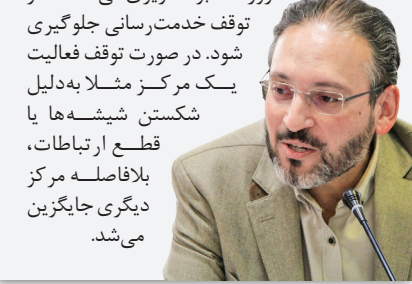 توقف خدمت‌رسانی جلوگیری
شود. در صورت توقف فعالیت
یک مرکز مثلا به‌دلیل
شکستن شیشه‌ها یا
قطع ارتباطات،
بلافاصله مرکز
دیگری جایگزین
می‌شد.